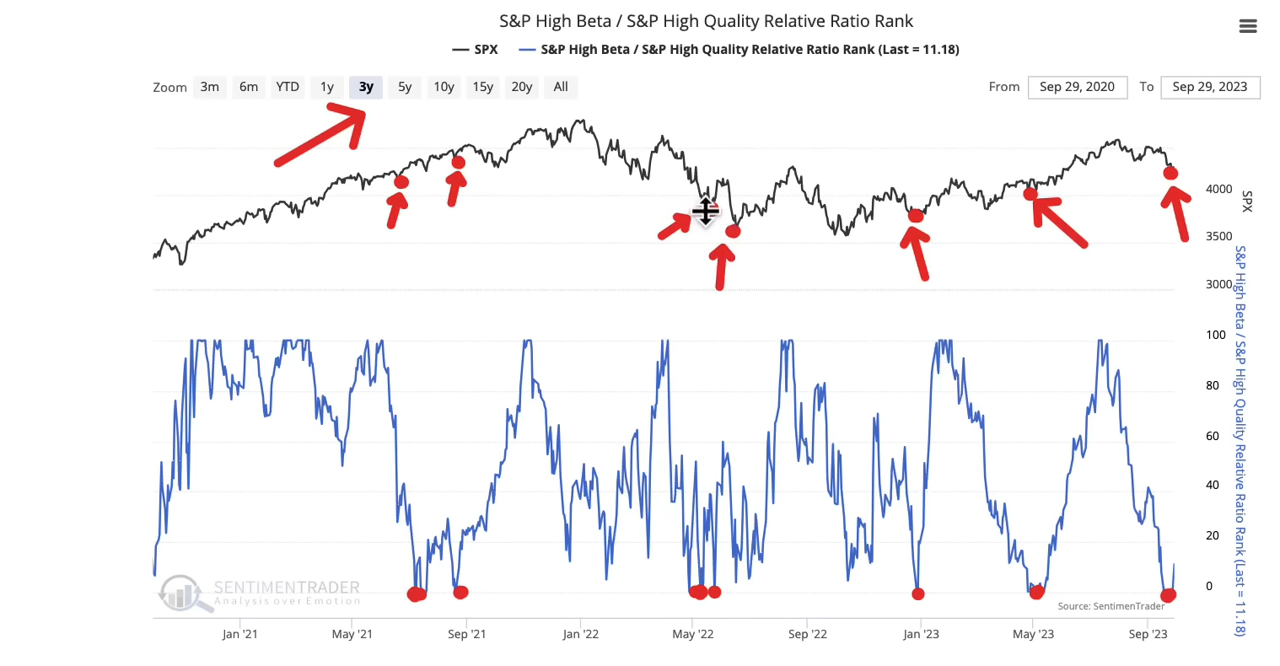 S&P High Beta / S&P High Quality Relative Ratio Rank
SPX S&P High Beta / S&P High Quality Relative Ratio Rank (Last = 11.18)
Zoom 3m 6m YTD 1y 3y 5y 10y 15y 20y All From Sep 29, 2020 To Sep 29, 2023
4000
3500
3000
SPX
100
80
60
40
20
0
S&P High Beta / S&P High Quality Relative Ratio Rank (Last = 11.18)
SENTIMENTRADER
Analysis over Emotion
Source: SentimenTrader
Jan '21 May '21 Sep '21 Jan '22 May '22 Sep '22 Jan '23 May '23 Sep '23